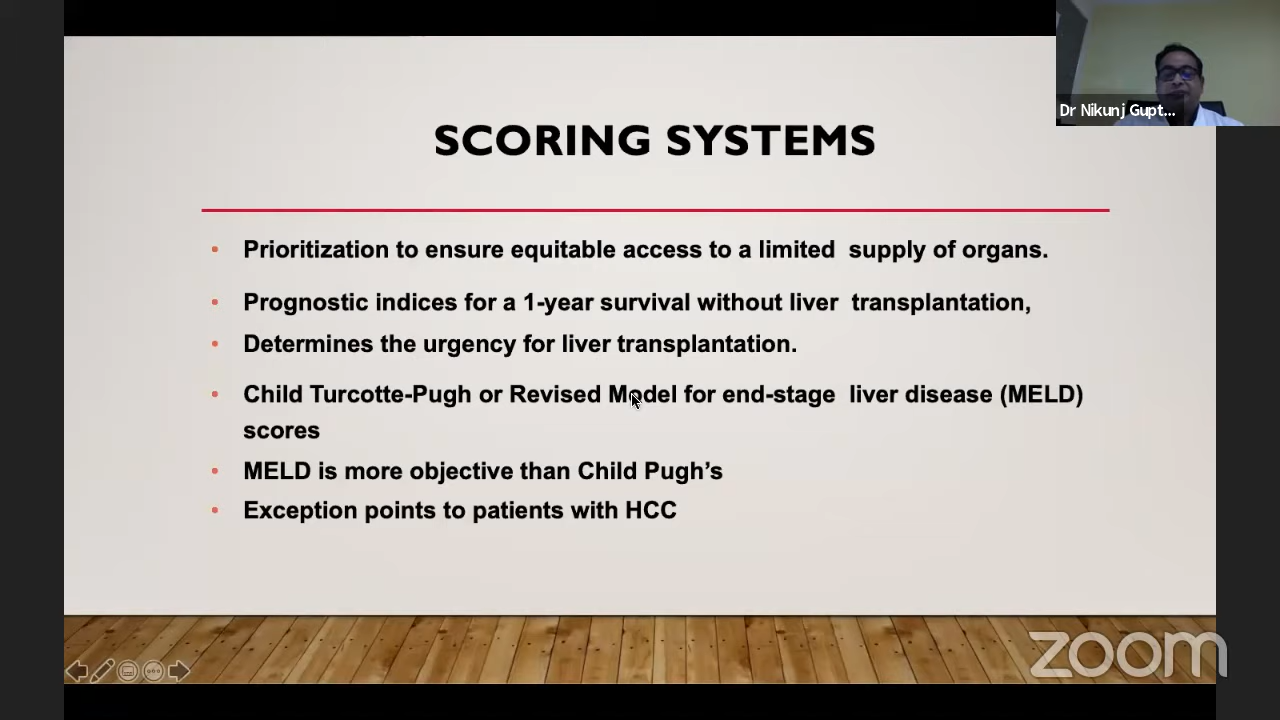 Dr Nikunj Gupt...
SCORING SYSTEMS
• Prioritization to ensure equitable access to a limited supply of organs.
• Prognostic indices for a 1-year survival without liver transplantation,
• Determines the urgency for liver transplantation.
• Child Turcotte-Pugh or Revised Model for end-stage liver disease (MELD)
scores
• MELD is more objective than Child Pugh’s
• Exception points to patients with HCC
zoom